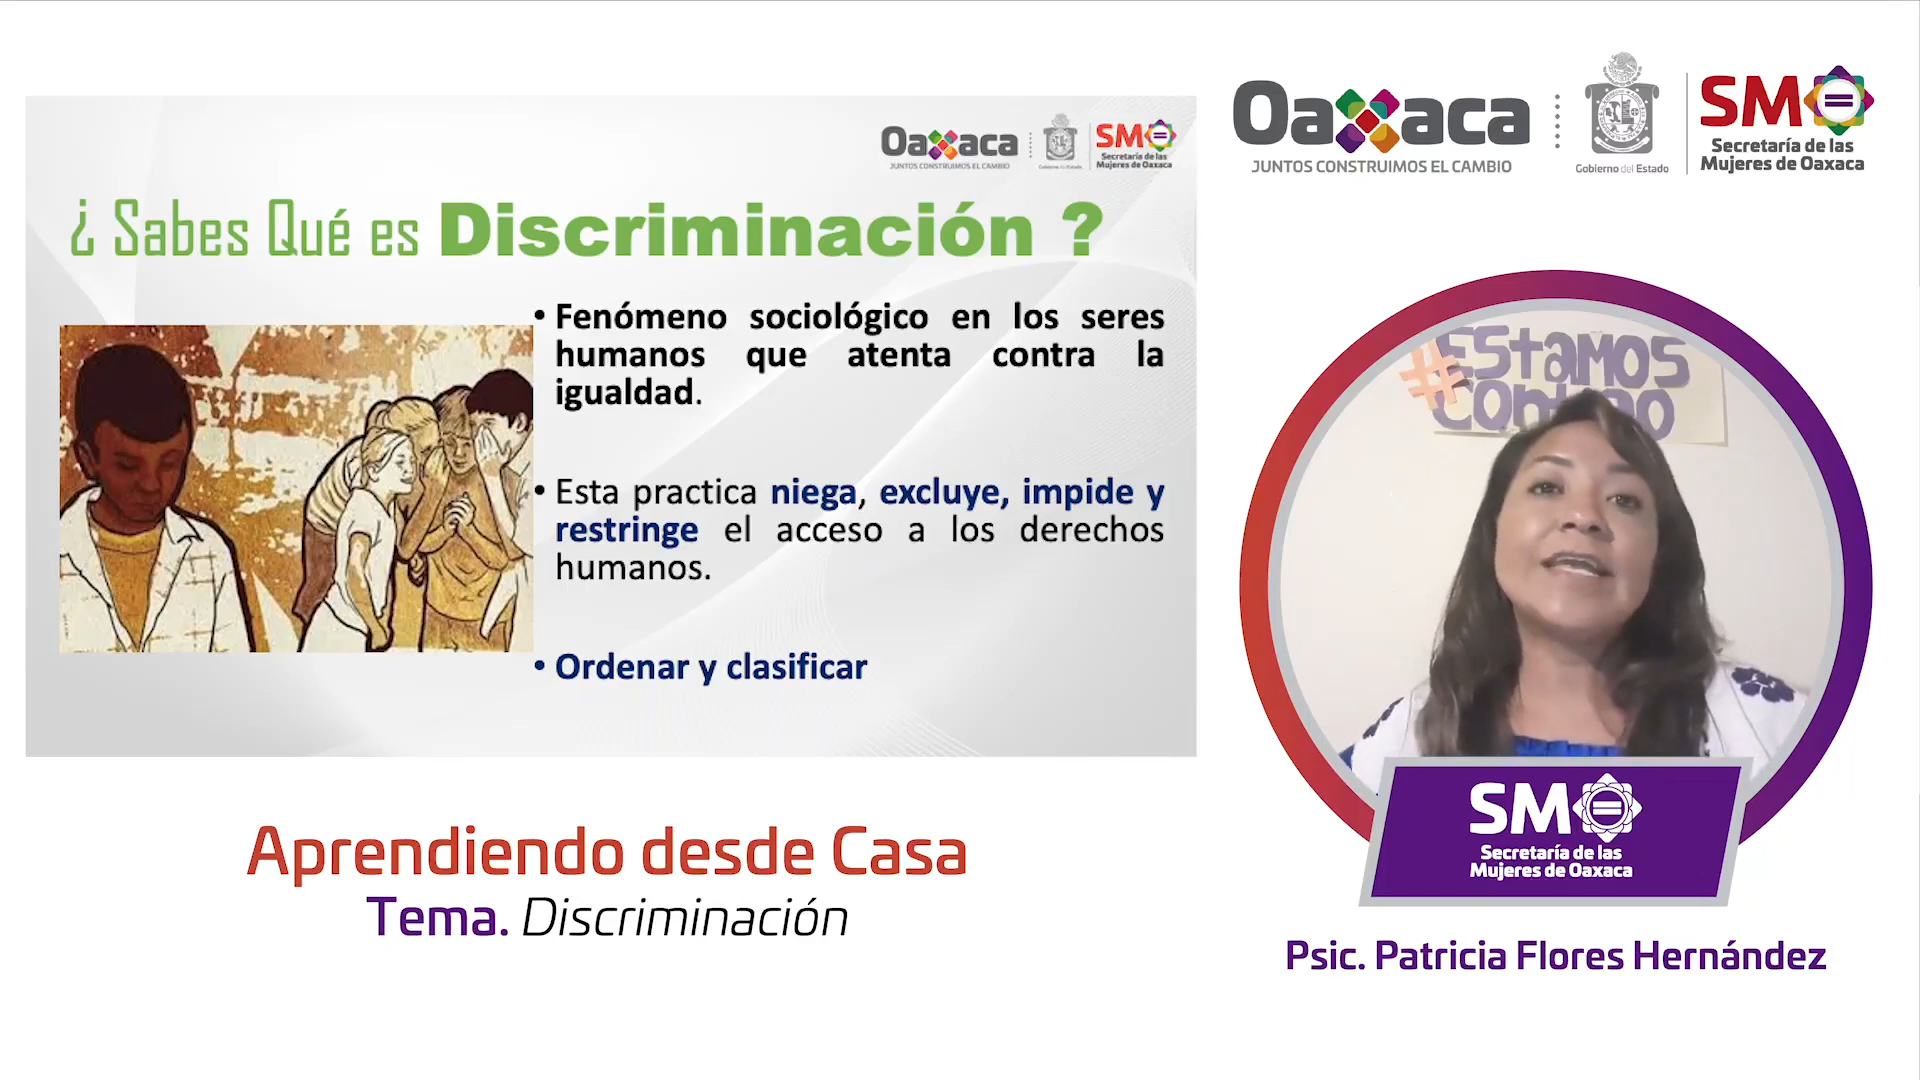 Oaxaca
JUNTOS CONSTRUIMOS EL CAMBIO
Gobierno del Estado
SM
Secretaría de las
Mujeres de Oaxaca
¿ Sabes Qué es Discriminación ?
• Fenómeno sociológico en los seres
humanos que atenta contra la
igualdad.
• Esta practica niega, excluye, impide y
restringe el acceso a los derechos
humanos.
• Ordenar y clasificar
Oaxaca
JUNTOS CONSTRUIMOS EL CAMBIO
Gobierno del Estado
SM
Secretaría de las
Mujeres de Oaxaca
#EStAMOS
SM
Secretaría de las
Mujeres de Oaxaca
Psic. Patricia Flores Hernández
Aprendiendo desde Casa
Tema. Discriminación